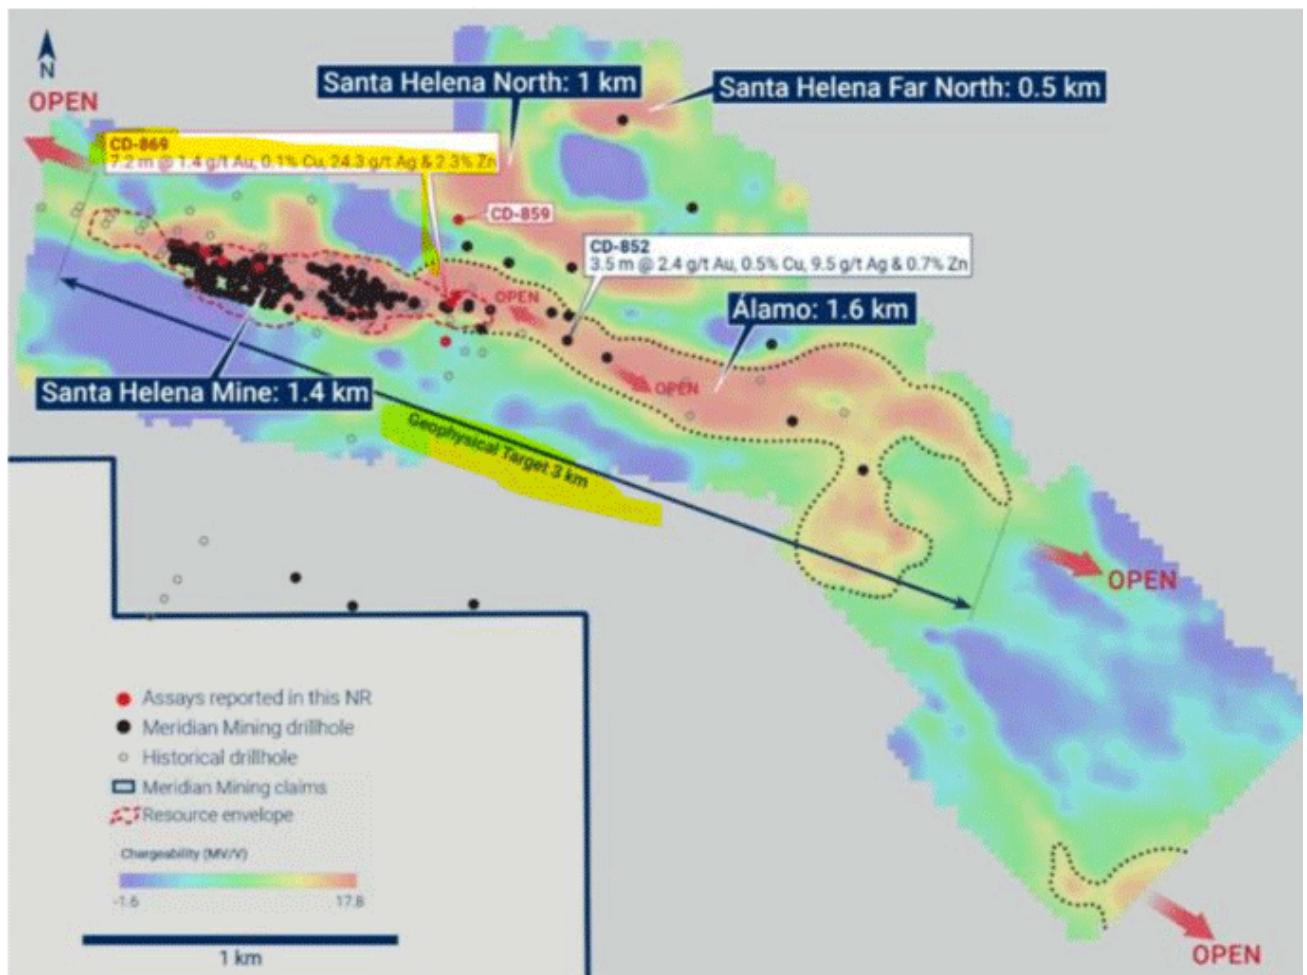 N
OPEN
Santa Helena North: 1 km
Santa Helena Far North: 0.5 km
CD-869
7.2 m @ 1.4 g/t Au, 0.1% Cu, 24.3 g/t Ag & 2.3% Zn
CD-859
CD-852
3.5 m @ 2.4 g/t Au, 0.5% Cu, 9.5 g/t Ag & 0.7% Zn
OPEN
Álamo: 1.6 km
OPEN
Santa Helena Mine: 1.4 km
Geophysical Target 3 km
OPEN
Assays reported in this NR
Meridian Mining drillhole
Historical drillhole
Meridian Mining claims
Resource envelope
Chargeability (MV/V)
-1.6 17.8
1 km
OPEN